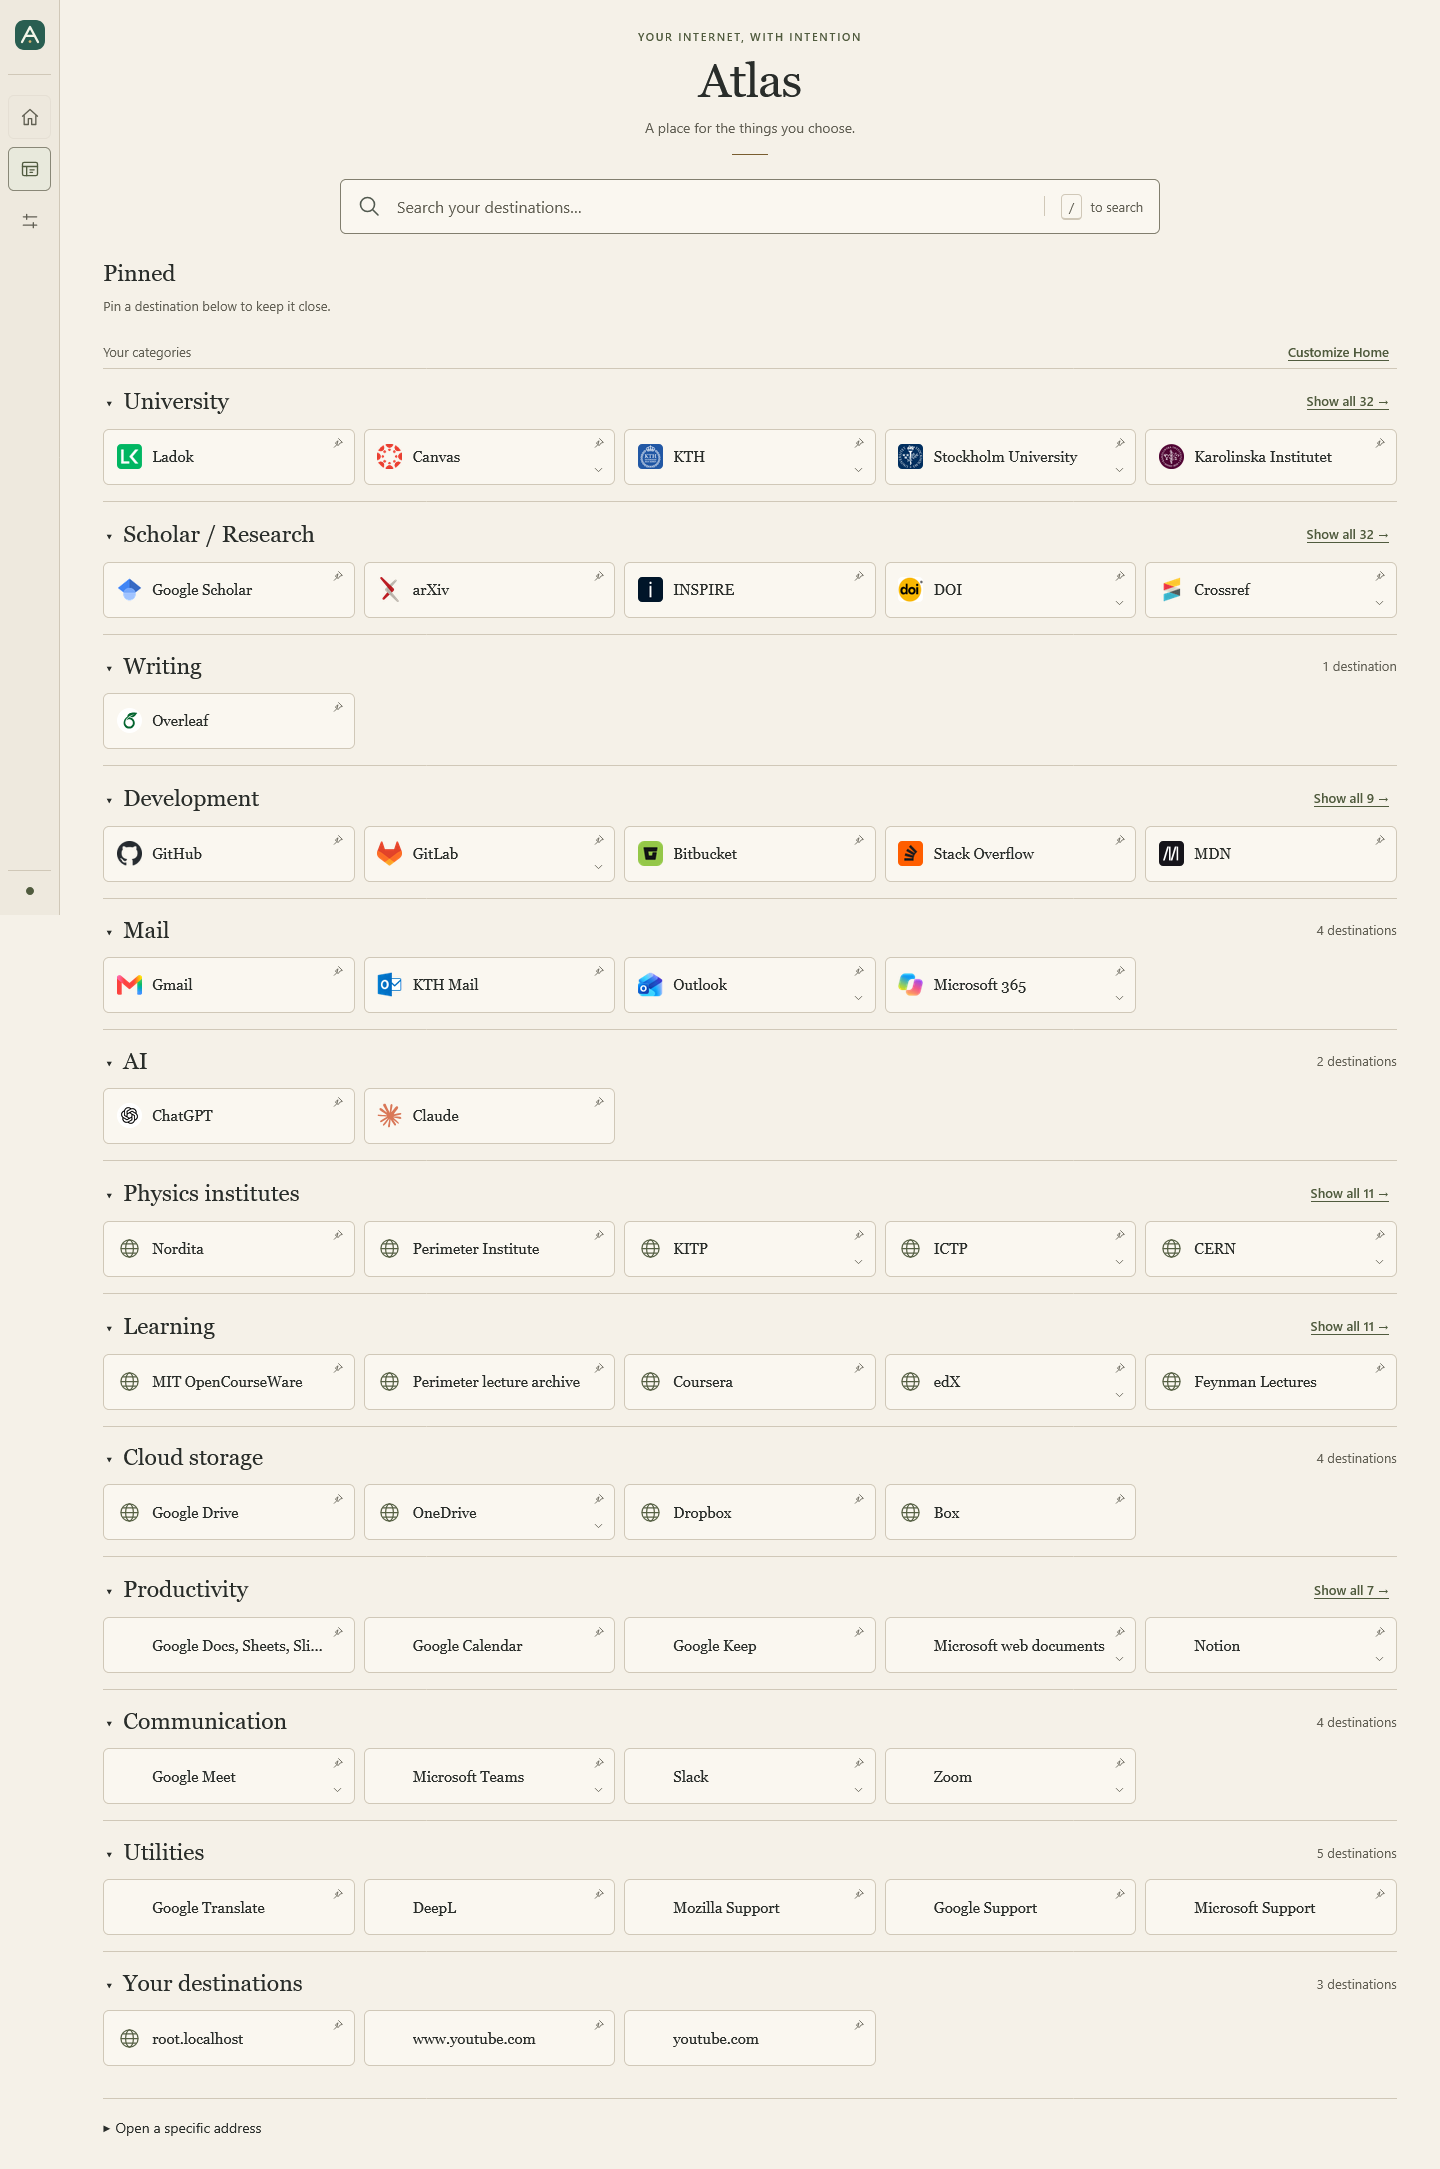 YOUR INTERNET, WITH INTENTION
Atlas
A place for the things you choose.
Search your destinations...
/ to search
Pinned
Pin a destination below to keep it close.
Your categories
Customize Home
University
Show all 32 →
Ladok
Canvas
KTH
Stockholm University
Karolinska Institutet
Scholar / Research
Show all 32 →
Google Scholar
arXiv
INSPIRE
doi
DOI
Crossref
Writing
1 destination
Overleaf
Development
Show all 9 →
GitHub
GitLab
Bitbucket
Stack Overflow
MDN
Mail
4 destinations
Gmail
KTH Mail
Outlook
Microsoft 365
AI
2 destinations
ChatGPT
Claude
Physics institutes
Show all 11 →
Nordita
Perimeter Institute
KITP
ICTP
CERN
Learning
Show all 11 →
MIT OpenCourseWare
Perimeter lecture archive
Coursera
edX
Feynman Lectures
Cloud storage
4 destinations
Google Drive
OneDrive
Dropbox
Box
Productivity
Show all 7 →
Google Docs, Sheets, Sli...
Google Calendar
Google Keep
Microsoft web documents
Notion
Communication
4 destinations
Google Meet
Microsoft Teams
Slack
Zoom
Utilities
5 destinations
Google Translate
DeepL
Mozilla Support
Google Support
Microsoft Support
Your destinations
3 destinations
root.localhost
www.youtube.com
youtube.com
Open a specific address